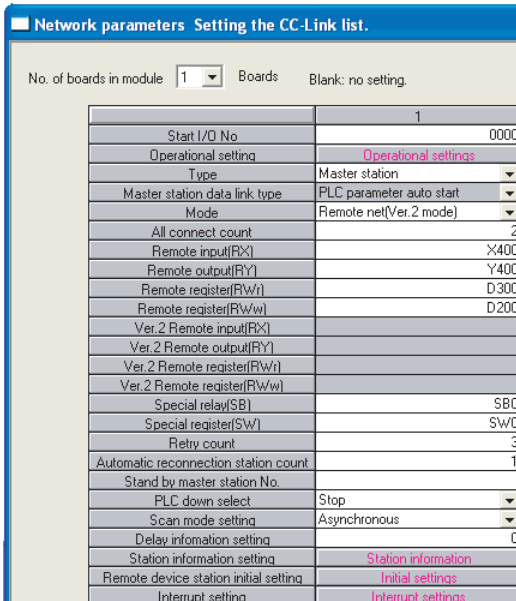 Network parameters Setting the CC-Link list.
No. of boards in module 1 Boards Blank: no setting.
1
Start I/O No 0000
Operational setting Operational settings
Type Master station
Master station data link type PLC parameter auto start
Mode Remote net(Ver.2 mode)
All connect count 2
Remote input(RX) X400
Remote output(RY) Y400
Remote register(RWr) D300
Remote register(RWw) D200
Ver.2 Remote input(RX)
Ver.2 Remote output(RY)
Ver.2 Remote register(RWr)
Ver.2 Remote register(RWw)
Special relay(SB) SB0
Special register(SW) SW0
Retry count 3
Automatic reconnection station count 1
Stand by master station No.
PLC down select Stop
Scan mode setting Asynchronous
Delay infomation setting 0
Station information setting Station information
Remote device station initial setting Initial settings
Interrupt setting Interrupt settings